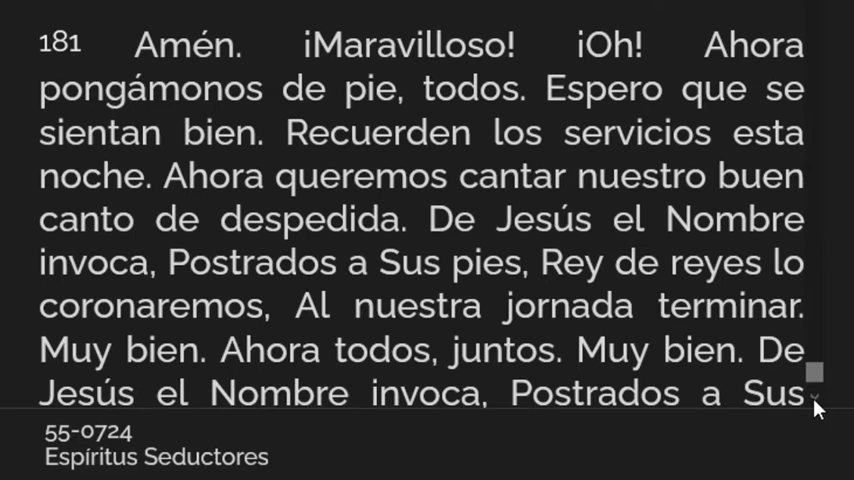 181 Amén. ¡Maravilloso! ¡Oh! Ahora
pongámonos de pie, todos. Espero que se
sientan bien. Recuerden los servicios esta
noche. Ahora queremos cantar nuestro buen
canto de despedida. De Jesús el Nombre
invoca, Postrados a Sus pies, Rey de reyes lo
coronaremos, Al nuestra jornada terminar.
Muy bien. Ahora todos, juntos. Muy bien. De
Jesús el Nombre invoca, Postrados a Sus
55-0724
Espíritus Seductores